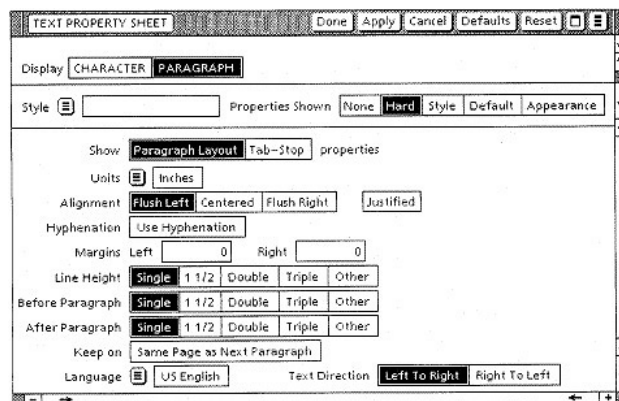 TEXT PROPERTY SHEET Done Apply Cancel Defaults Reset
Display CHARACTER PARAGRAPH
Style Properties Shown None Hard Style Default Appearance
Show Paragraph Layout Tab-Stop properties
Units Inches
Alignment Flush Left Centered Flush Right Justified
Hyphenation Use Hyphenation
Margins Left 0 Right 0
Line Height Single 1 1/2 Double Triple Other
Before Paragraph Single 1 1/2 Double Triple Other
After Paragraph Single 1 1/2 Double Triple Other
Keep on Same Page as Next Paragraph
Language US English Text Direction Left To Right Right To Left